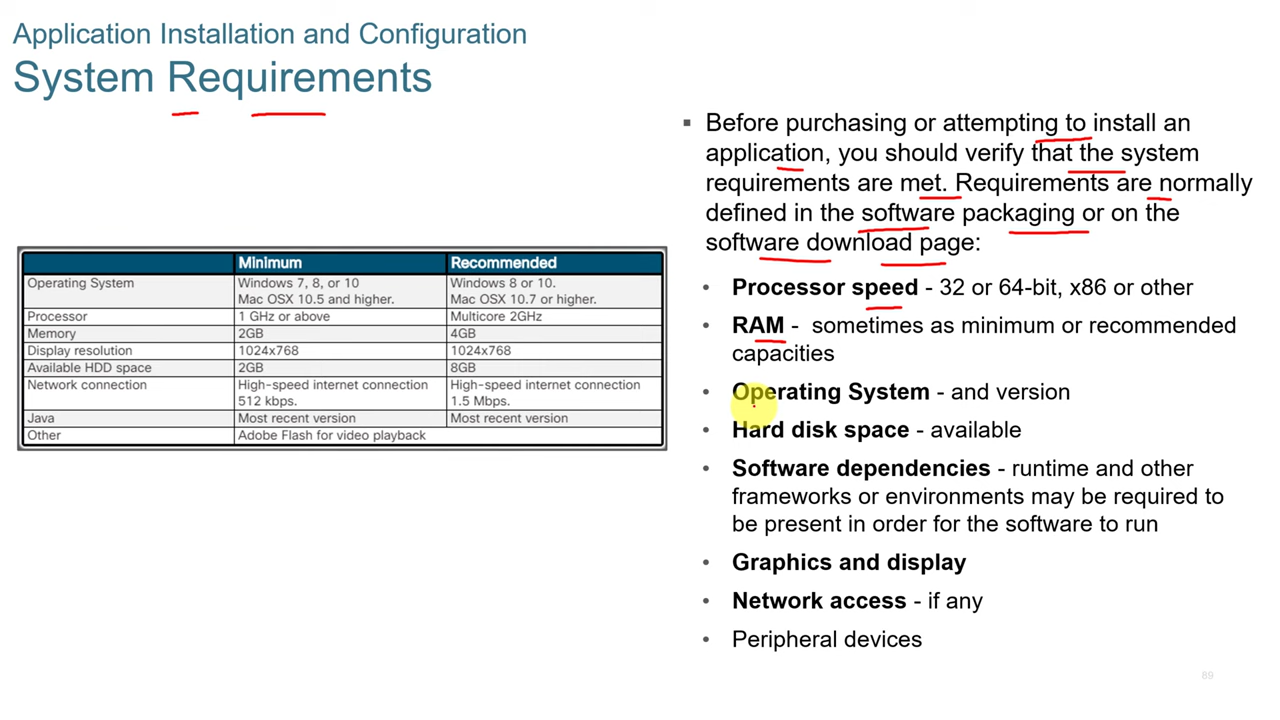 Application Installation and Configuration
System Requirements
Before purchasing or attempting to install an
application, you should verify that the system
requirements are met. Requirements are normally
defined in the software packaging or on the
software download page:
Processor speed - 32 or 64-bit, x86 or other
RAM - sometimes as minimum or recommended
capacities
Operating System - and version
Hard disk space - available
Software dependencies - runtime and other
frameworks or environments may be required to
be present in order for the software to run
Graphics and display
Network access - if any
Peripheral devices
Minimum Recommended
Operating System Windows 7, 8, or 10 Windows 8 or 10.
Mac OSX 10.5 and higher. Mac OSX 10.7 or higher.
Processor 1 GHz or above Multicore 2GHz
Memory 2GB 4GB
Display resolution 1024x768 1024x768
Available HDD space 2GB 8GB
Network connection High-speed internet connection High-speed internet connection
512 kbps. 1.5 Mbps.
Java Most recent version Most recent version
Other Adobe Flash for video playback
89